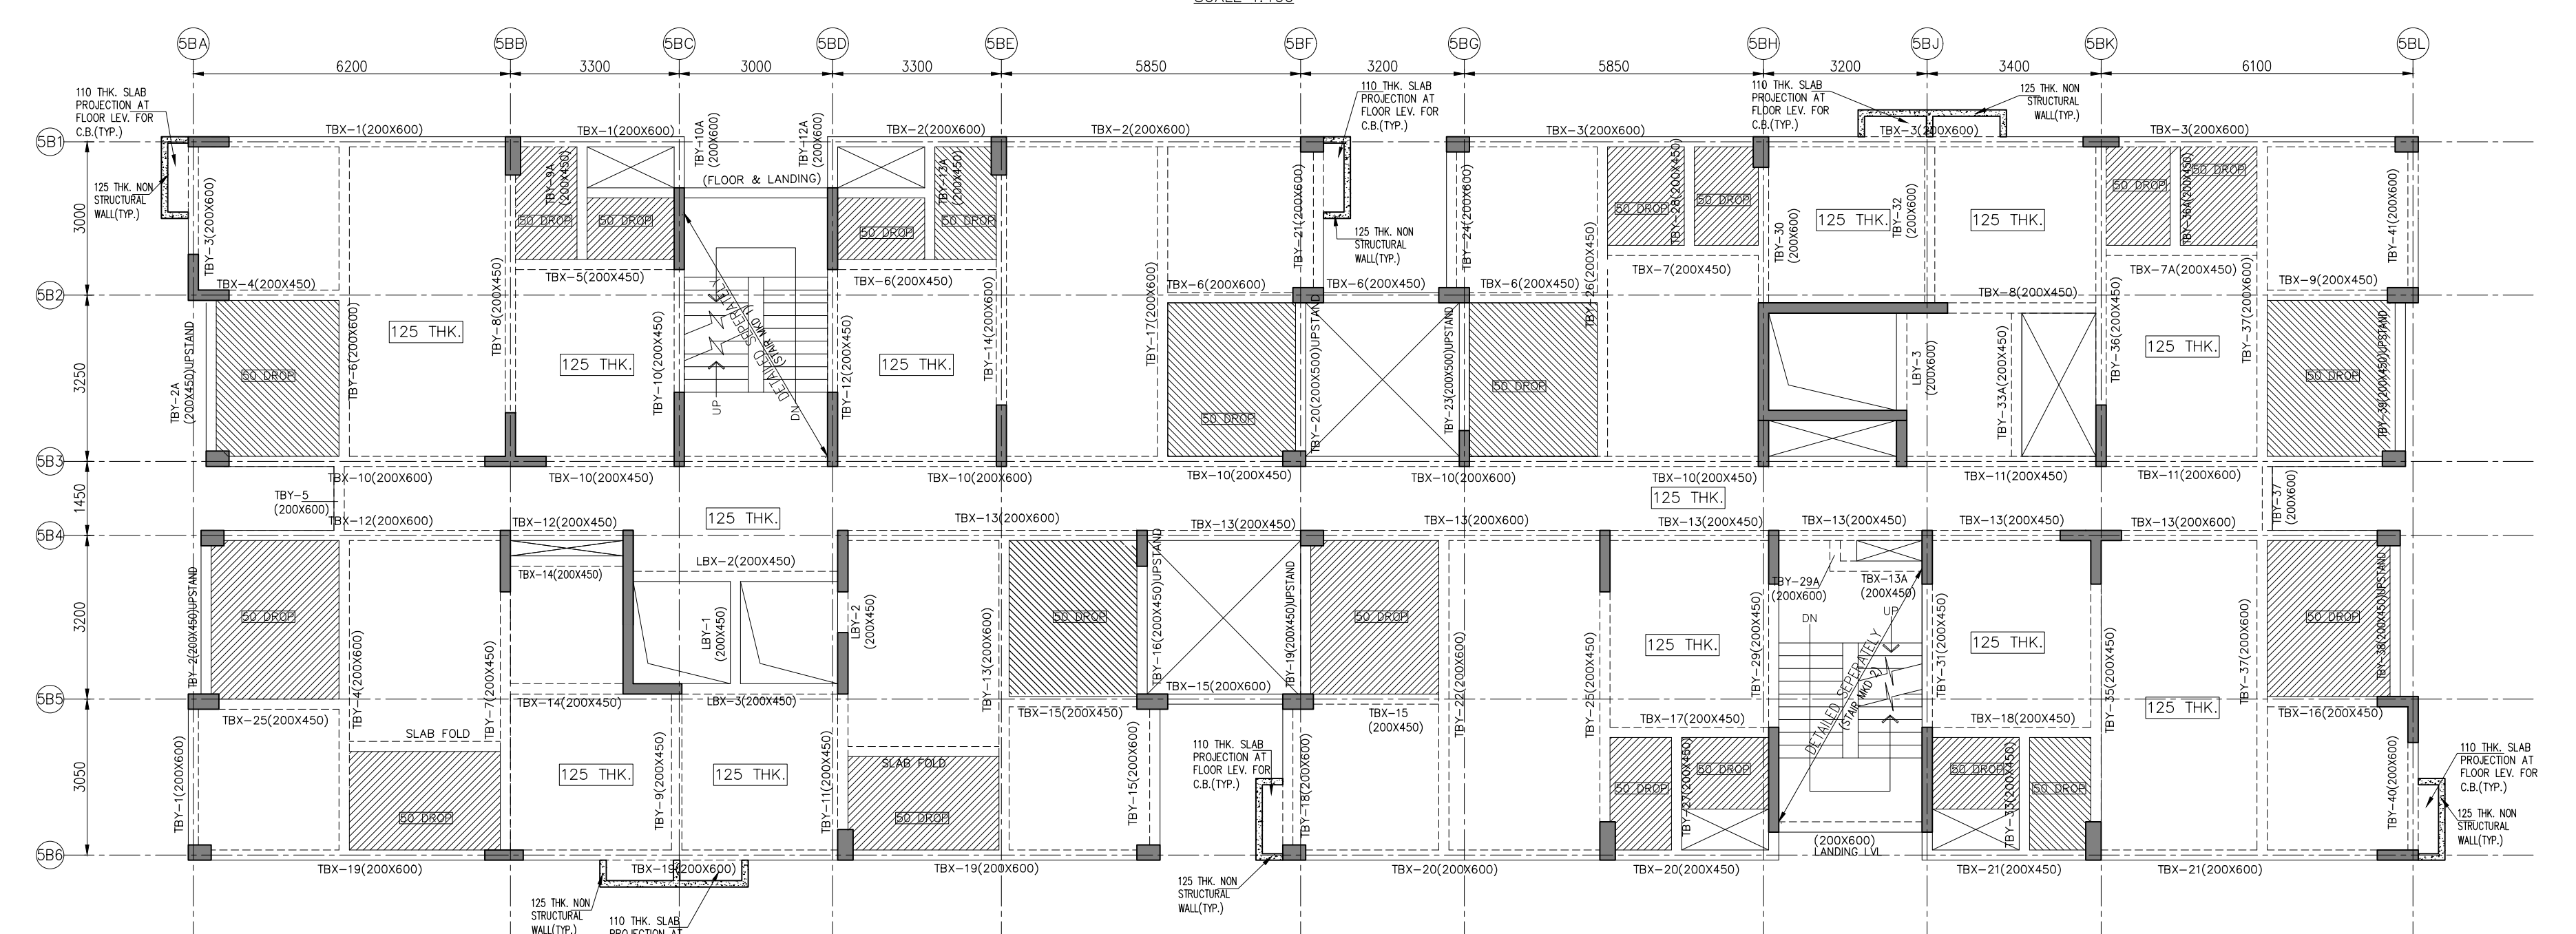 SCALE 1:100
5BA
5BB
5BC
5BD
5BE
5BF
5BG
5BH
5BJ
5BK
5BL
6200
3300
3000
3300
5850
3200
5850
3200
3400
6100
110 THK. SLAB
PROJECTION AT
FLOOR LEV. FOR
C.B.(TYP.)
110 THK. SLAB
PROJECTION AT
FLOOR LEV. FOR
C.B.(TYP.)
110 THK. SLAB
PROJECTION AT
FLOOR LEV. FOR
C.B.(TYP.)
125 THK. NON
STRUCTURAL
WALL(TYP.)
5B1
TBX-1(200X600)
TBX-1(200X600)
TBY-10A
(200X600)
TBY-12A
(200X600)
TBX-2(200X600)
TBX-2(200X600)
TBX-3(200X600)
TBX-3(200X600)
TBX-3(200X600)
125 THK. NON
STRUCTURAL
WALL(TYP.)
3000
TBY-3(200X600)
TBY-9A
(200X450)
50 DROP
50 DROP
(FLOOR & LANDING)
TBY-13A
(200X450)
50 DROP
50 DROP
TBY-21(200X600)
125 THK. NON
STRUCTURAL
WALL(TYP.)
TBY-24(200X600)
50 DROP
TBY-28(200X450)
50 DROP
TBY-30
(200X600)
125 THK.
TBY-32
(200X600)
125 THK.
50 DROP
TBY-36A(200X450)
50 DROP
TBY-41(200X600)
5B2
TBX-4(200X450)
TBX-5(200X450)
TBX-6(200X450)
TBX-6(200X600)
TBX-6(200X450)
TBX-6(200X450)
TBX-7(200X450)
TBX-8(200X450)
TBX-7A(200X450)
TBX-9(200X450)
3250
TBY-2A
(200X450)UPSTAND
50 DROP
TBY-6(200X600)
125 THK.
TBY-8(200X450)
125 THK.
TBY-10(200X450)
UP
DETAILED SEPERATELY
(STAIR MKD 1)
DN
TBY-12(200X450)
125 THK.
TBY-14(200X600)
TBY-17(200X600)
50 DROP
TBY-20(200X500)UPSTAND
TBY-23(200X500)UPSTAND
50 DROP
TBY-26(200X450)
LBY-3
(200X600)
TBY-33A(200X450)
TBY-36(200X450)
125 THK.
TBY-37(200X600)
50 DROP
TBY-39(200X450)UPSTAND
5B3
TBX-10(200X600)
TBX-10(200X450)
TBX-10(200X600)
TBX-10(200X450)
TBX-10(200X600)
TBX-10(200X450)
TBX-11(200X450)
TBX-11(200X600)
1450
TBY-5
(200X600)
125 THK.
125 THK.
TBY-37
(200X600)
5B4
TBX-12(200X600)
TBX-12(200X450)
TBX-13(200X600)
TBX-13(200X450)
TBX-13(200X600)
TBX-13(200X450)
TBX-13(200X450)
TBX-13(200X450)
TBX-13(200X600)
3200
TBY-2(200X450)UPSTAND
50 DROP
TBY-4(200X600)
TBY-7(200X450)
TBX-14(200X450)
LBX-2(200X450)
LBY-1
(200X450)
LBY-2
(200X450)
TBY-13(200X600)
50 DROP
TBY-16(200X450)UPSTAND
TBY-19(200X450)UPSTAND
50 DROP
TBY-22(200X600)
TBY-25(200X450)
125 THK.
TBY-29(200X450)
TBY-29A
(200X600)
TBX-13A
(200X450)
DN
UP
DETAILED SEPERATELY
(STAIR MKD 2)
TBY-31(200X450)
125 THK.
TBY-35(200X450)
TBY-37(200X600)
50 DROP
TBY-38(200X450)UPSTAND
5B5
TBX-25(200X450)
TBX-14(200X450)
LBX-3(200X450)
TBX-15(200X450)
TBX-15(200X600)
TBX-15
(200X450)
TBX-17(200X450)
TBX-18(200X450)
125 THK.
TBX-16(200X450)
3050
TBY-1(200X600)
SLAB FOLD
50 DROP
125 THK.
TBY-9(200X450)
125 THK.
TBY-11(200X450)
SLAB FOLD
50 DROP
TBY-15(200X600)
110 THK. SLAB
PROJECTION AT
FLOOR LEV. FOR
C.B.(TYP.)
TBY-18(200X600)
50 DROP
TBY-27(200X450)
50 DROP
50 DROP
TBY-33(200X450)
50 DROP
TBY-40(200X600)
110 THK. SLAB
PROJECTION AT
FLOOR LEV. FOR
C.B.(TYP.)
125 THK. NON
STRUCTURAL
WALL(TYP.)
5B6
TBX-19(200X600)
TBX-19(200X600)
TBX-19(200X600)
TBX-20(200X600)
TBX-20(200X450)
(200X600)
LANDING LVL
TBX-21(200X450)
TBX-21(200X600)
125 THK. NON
STRUCTURAL
WALL(TYP.)
110 THK. SLAB
PROJECTION AT
125 THK. NON
STRUCTURAL
WALL(TYP.)